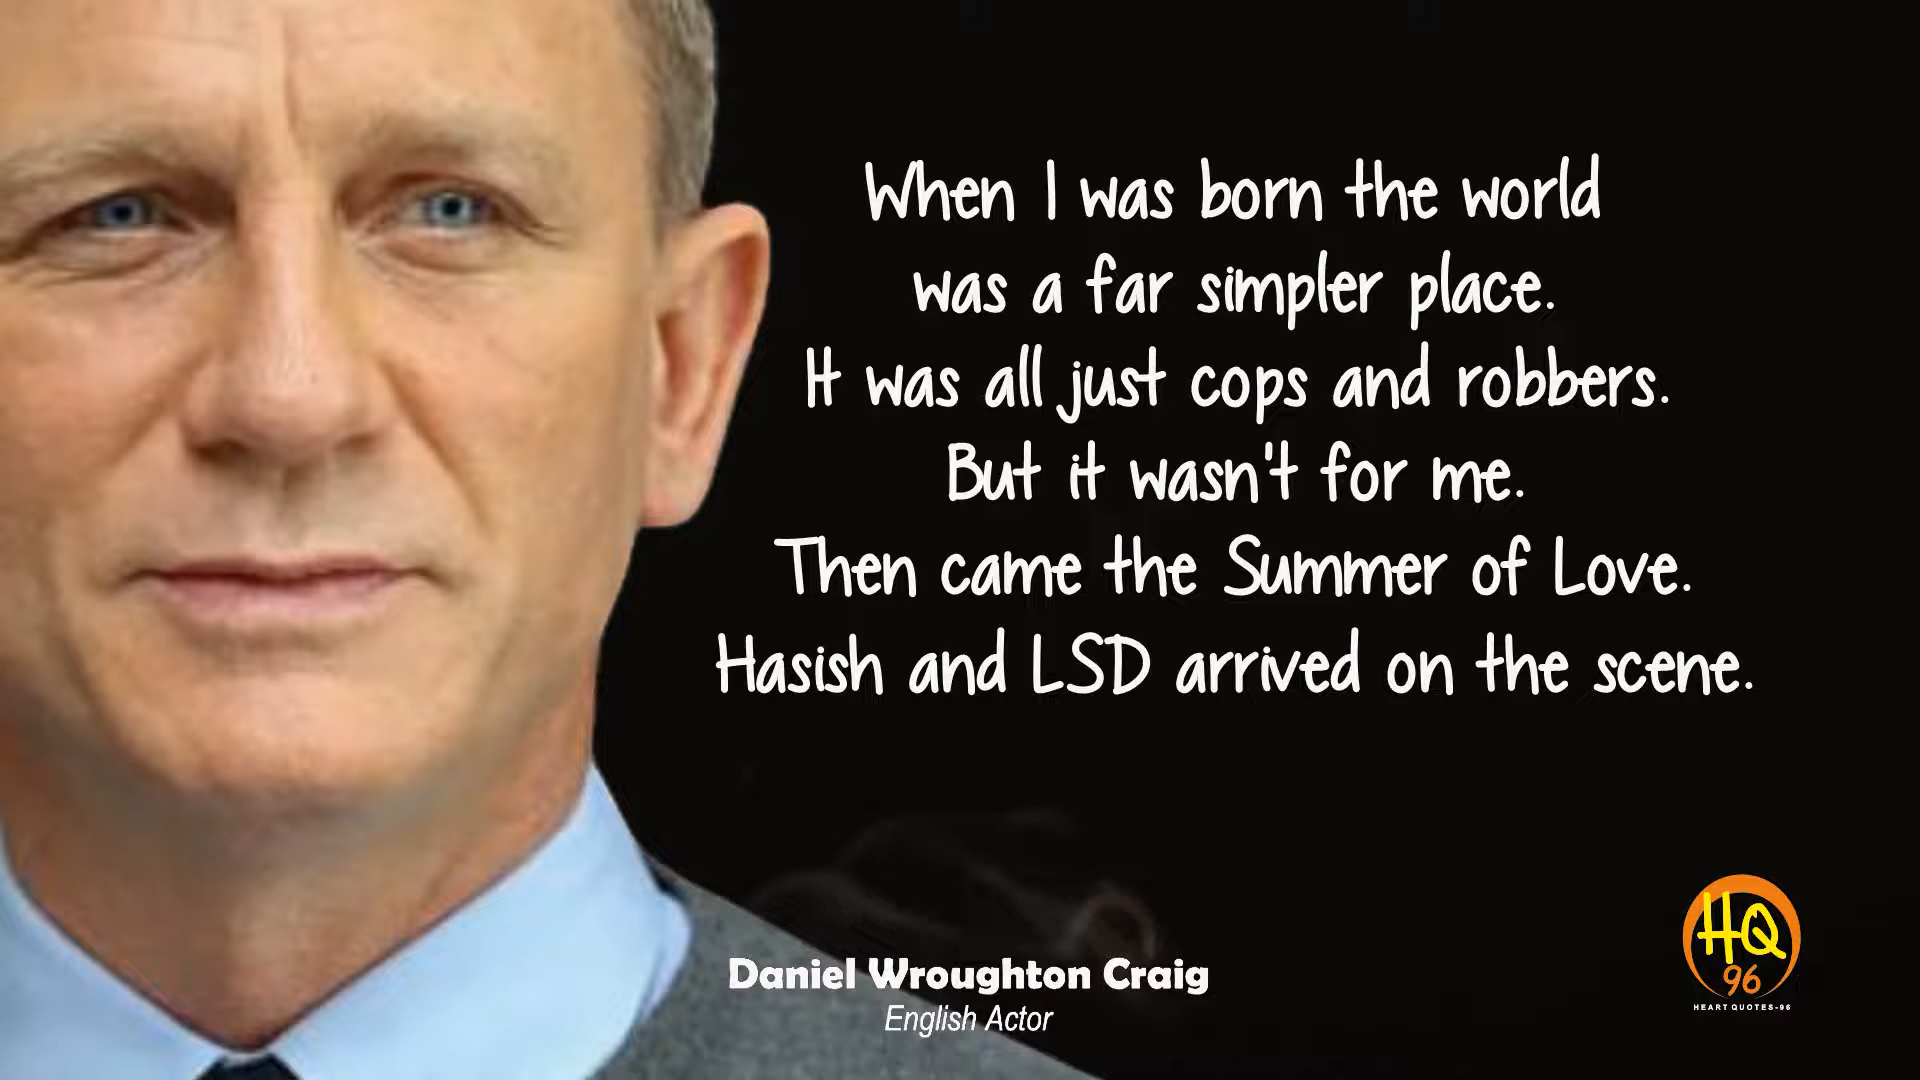 When I was born the world
was a far simpler place.
It was all just cops and robbers.
But it wasn't for me.
Then came the Summer of Love.
Hasish and LSD arrived on the scene.
Daniel Wroughton Craig
English Actor
HQ
96
HEART QUOTES-96